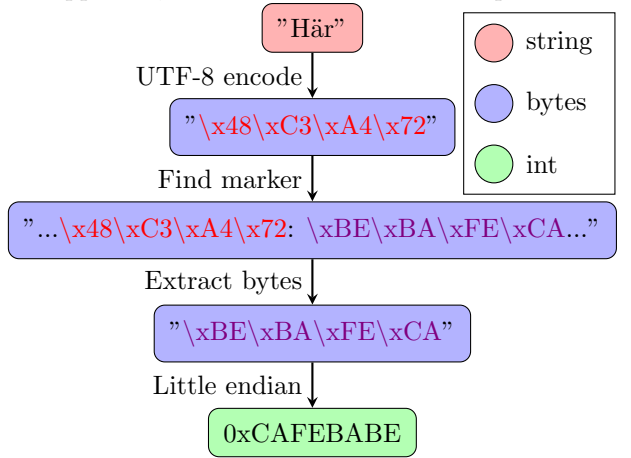 "Här"
string
UTF-8 encode
bytes
"\x48\xC3\xA4\x72"
Find marker
int
"...\x48\xC3\xA4\x72: \xBE\xBA\xFE\xCA..."
Extract bytes
"\xBE\xBA\xFE\xCA"
Little endian
0xCAFEBABE